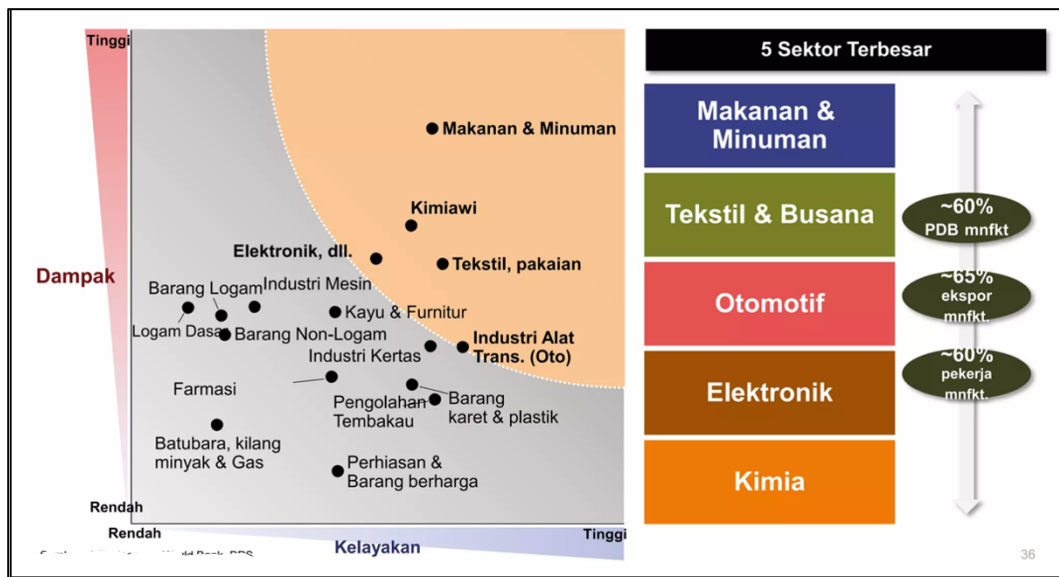 Tinggi
Dampak
Rendah
Rendah
Kelayakan
Tinggi
Makanan & Minuman
Kimiawi
Elektronik, dll.
Tekstil, pakaian
Industri Mesin
Barang Logam
Logam Dasar
Barang Non-Logam
Kayu & Furnitur
Industri Kertas
Industri Alat
Trans. (Oto)
Farmasi
Pengolahan
Tembakau
Barang
karet & plastik
Batubara, kilang
minyak & Gas
Perhiasan &
Barang berharga
World Bank, BPS
5 Sektor Terbesar
Makanan &
Minuman
Tekstil & Busana
Otomotif
Elektronik
Kimia
~60%
PDB mnfkt
~65%
ekspor
mnfkt.
~60%
pekerja
mnfkt.
36